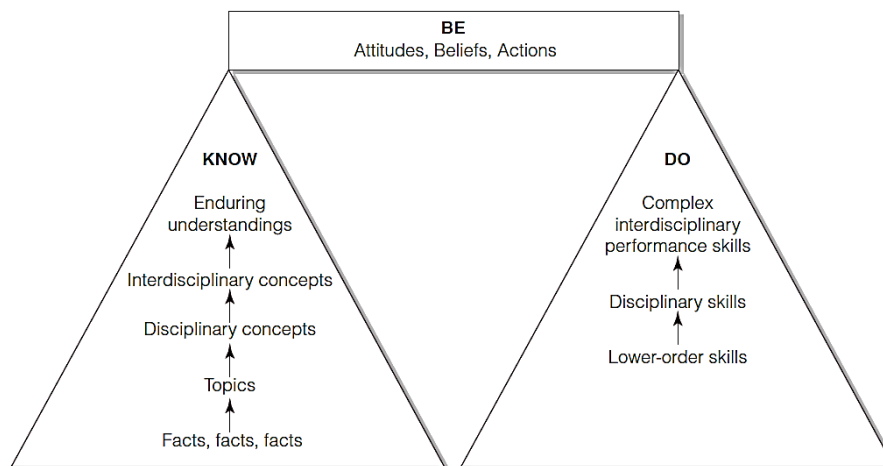 BE
Attitudes, Beliefs, Actions
KNOW
Enduring
understandings
Interdisciplinary concepts
Disciplinary concepts
Topics
Facts, facts, facts
DO
Complex
interdisciplinary
performance skills
Disciplinary skills
Lower-order skills